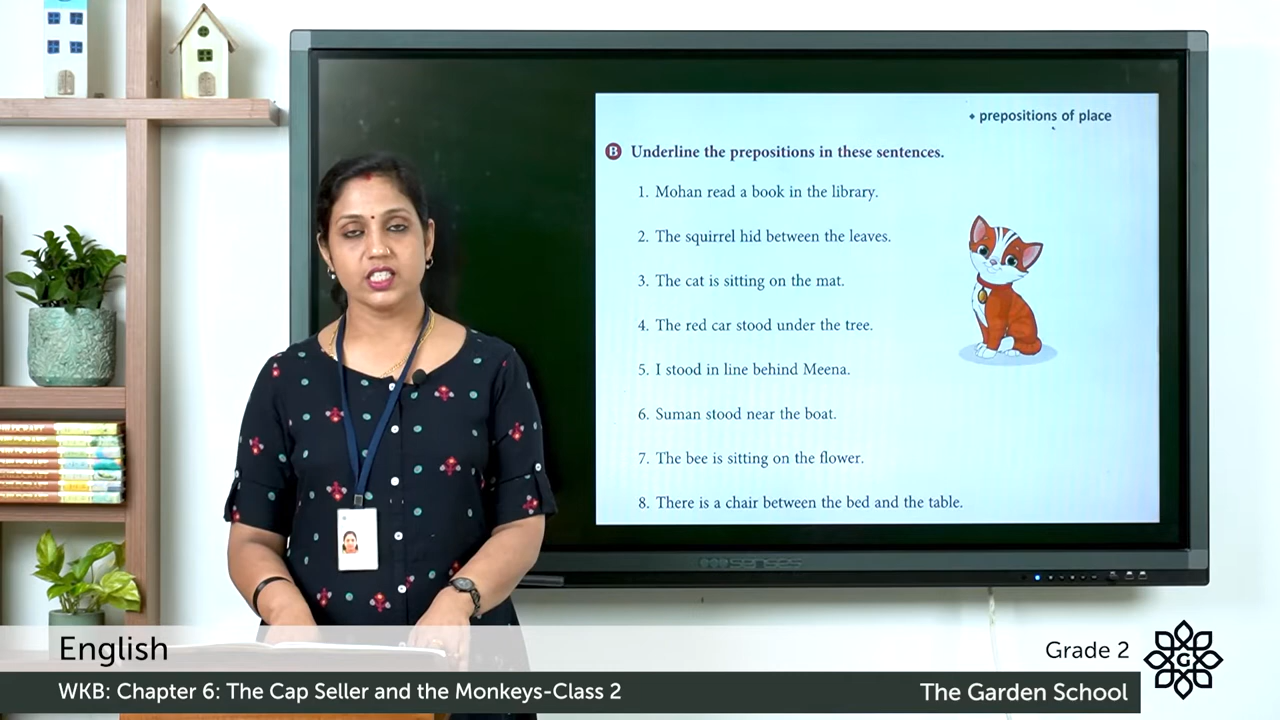 • prepositions of place
B Underline the prepositions in these sentences.
1. Mohan read a book in the library.
2. The squirrel hid between the leaves.
3. The cat is sitting on the mat.
4. The red car stood under the tree.
5. I stood in line behind Meena.
6. Suman stood near the boat.
7. The bee is sitting on the flower.
8. There is a chair between the bed and the table.
English
Grade 2
G
WKB: Chapter 6: The Cap Seller and the Monkeys-Class 2
The Garden School